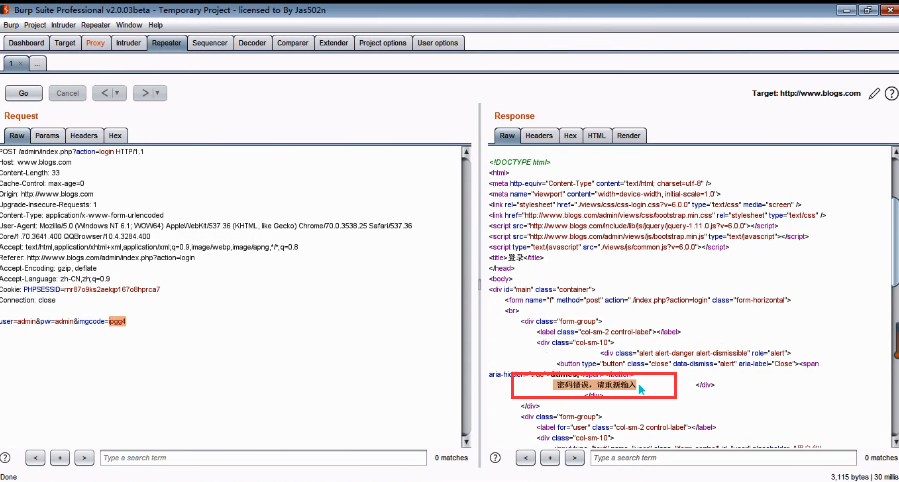 Burp Suite Professional v2.0.03beta - Temporary Project - licensed to By Jas502n
Burp Project Intruder Repeater Window Help
Dashboard Target Proxy Intruder Repeater Sequencer Decoder Comparer Extender Project options User options
1 × ...
Go Cancel < > Target: http://www.blogs.com
Request
Raw Params Headers Hex
POST /admin/index.php?action=login HTTP/1.1
Host: www.blogs.com
Content-Length: 33
Cache-Control: max-age=0
Origin: http://www.blogs.com
Upgrade-Insecure-Requests: 1
Content-Type: application/x-www-form-urlencoded
User-Agent: Mozilla/5.0 (Windows NT 6.1; WOW64) AppleWebKit/537.36 (KHTML, like Gecko) Chrome/70.0.3538.25 Safari/537.36
Core/1.70.3641.400 QQBrowser/10.4.3284.400
Accept: text/html,application/xhtml+xml,application/xml;q=0.9,image/webp,image/apng,*/*;q=0.8
Referer: http://www.blogs.com/admin/index.php?action=login
Accept-Encoding: gzip, deflate
Accept-Language: zh-CN,zh;q=0.9
Cookie: PHPSESSID=rnr87o9ks2aelqp167o8hprca7
Connection: close
user=admin&pw=admin&imgcode=ipgg4
? < + > Type a search term 0 matches
Response
Raw Headers Hex HTML Render
<!DOCTYPE html>
<html>
<meta http-equiv="Content-Type" content="text/html; charset=utf-8" />
<meta name="viewport" content="width=device-width, initial-scale=1.0">
<link rel="stylesheet" href="./views/css/css-login.css?v=6.0.0" type="text/css" media="screen" />
<link href="http://www.blogs.com/admin/views/css/bootstrap.min.css" rel="stylesheet" type="text/css" />
<script src="http://www.blogs.com/include/lib/js/jquery/jquery-1.11.0.js?v=6.0.0"></script>
<script src="http://www.blogs.com/admin/views/js/bootstrap.min.js" type="text/javascript"></script>
<script type="text/javascript" src="./views/js/common.js?v=6.0.0"></script>
<title>登录</title>
</head>
<body>
<div id="main" class="container">
<form name="f" method="post" action="./index.php?action=login" class="form-horizontal">
<br>
<div class="form-group">
<label class="col-sm-2 control-label"></label>
<div class="col-sm-10">
<div class="alert alert-danger alert-dismissible" role="alert">
<button type="button" class="close" data-dismiss="alert" aria-label="Close"><span
密码错误，请重新输入 </div>
</div>
</div>
<div class="form-group">
<label for="user" class="col-sm-2 control-label"></label>
<div class="col-sm-10">
? < + > Type a search term 0 matches
Done 3,115 bytes | 30 millis